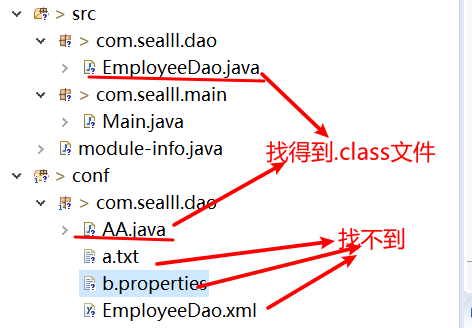 > src
> com.sealll.dao
EmployeeDao.java
> com.sealll.main
Main.java
module-info.java
找得到.class文件
> conf
> com.sealll.dao
AA.java
找不到
a.txt
b.properties
EmployeeDao.xml